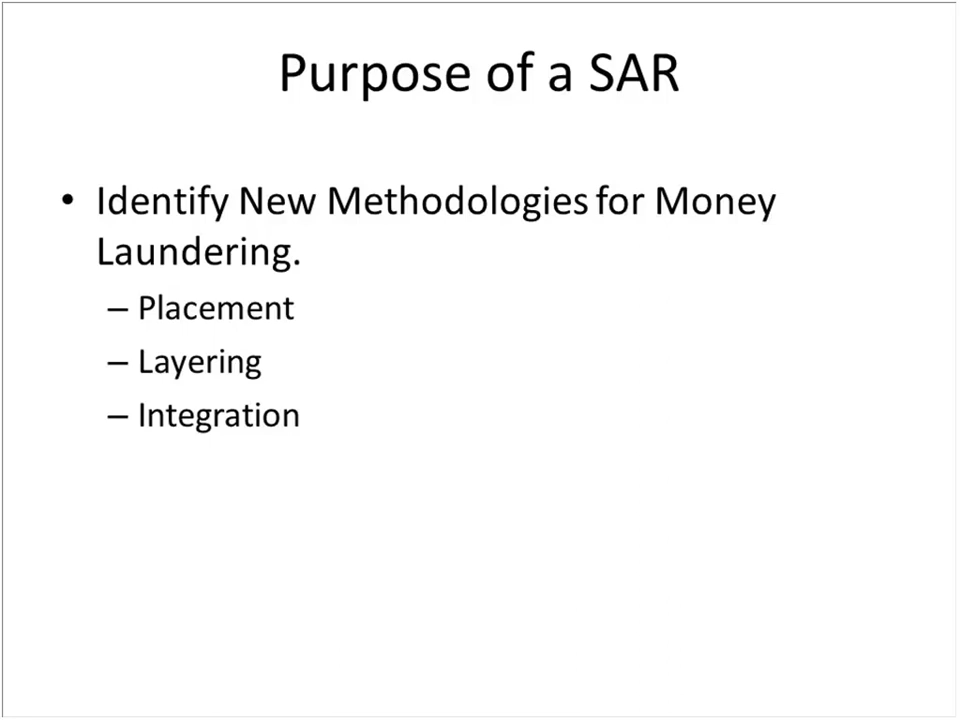 Purpose of a SAR
• Identify New Methodologies for Money
Laundering.
– Placement
– Layering
– Integration